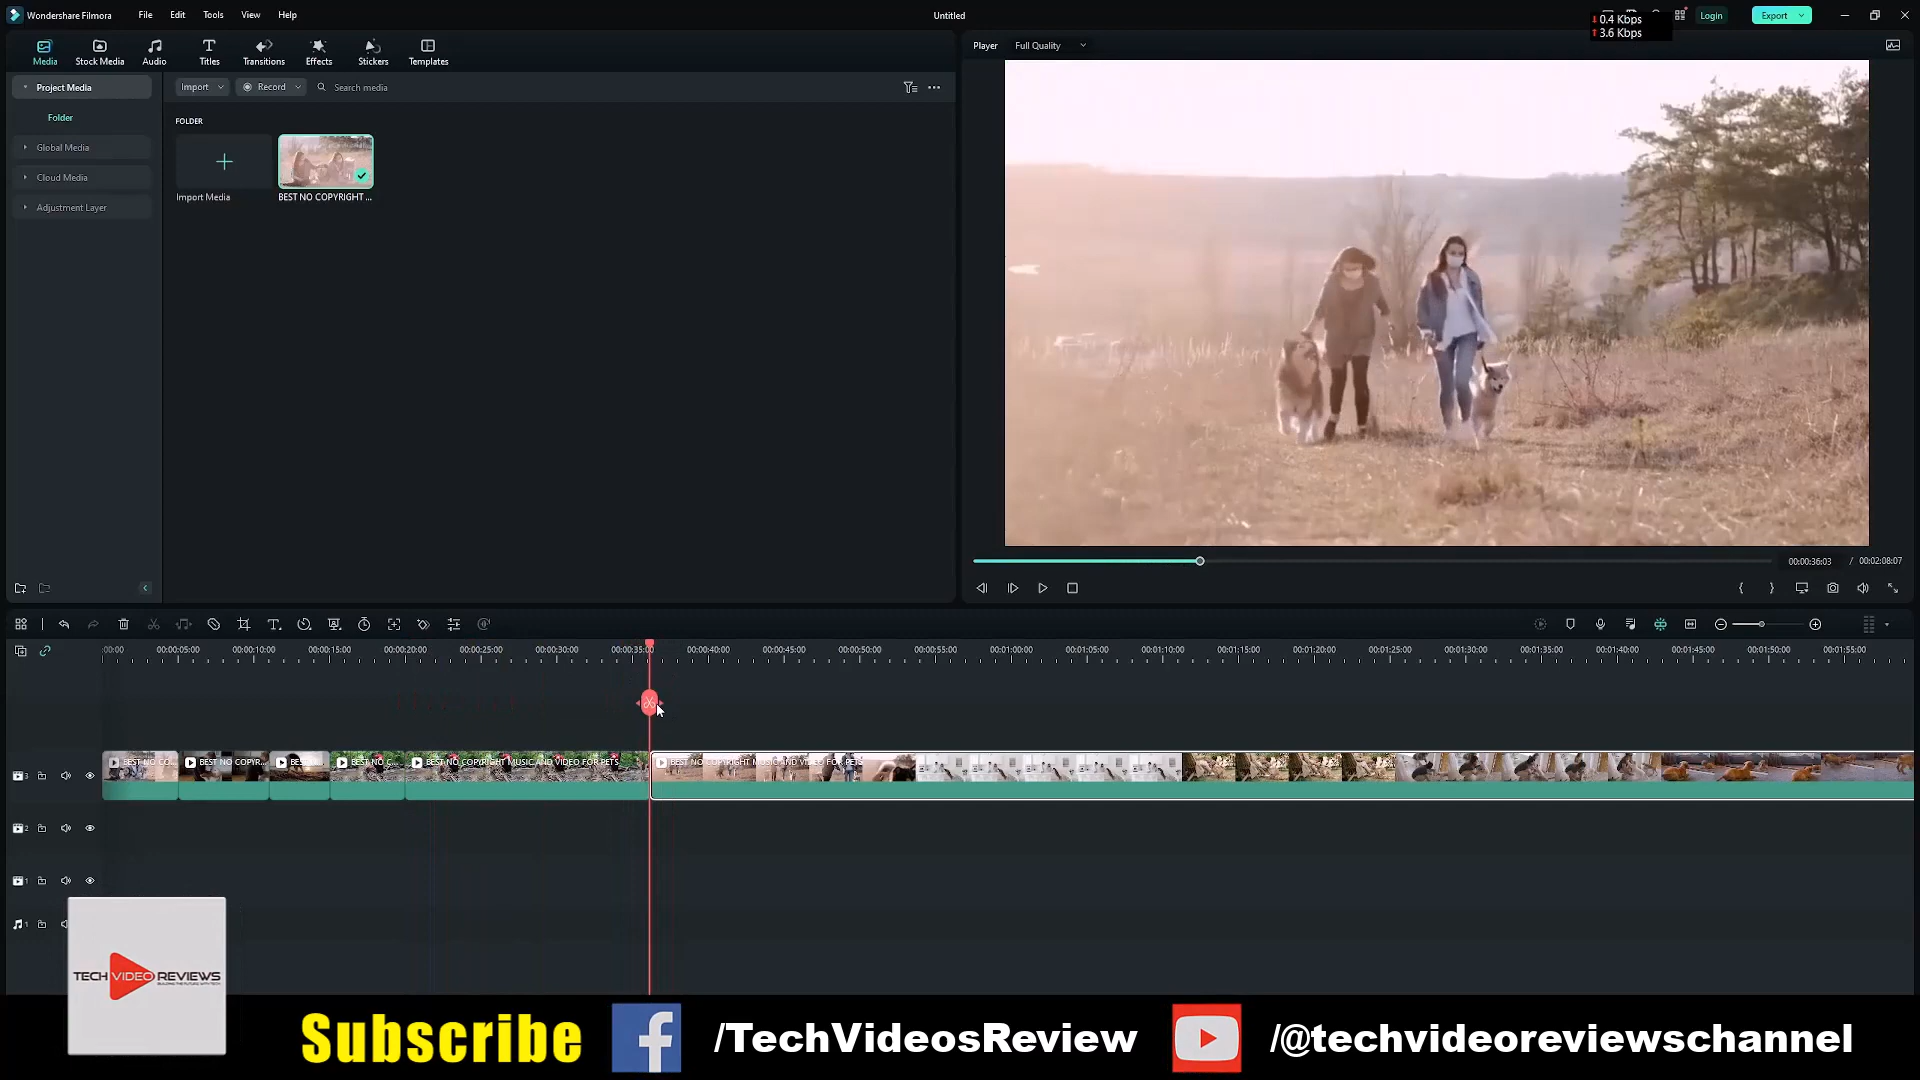 Wondershare Filmora
File
Edit
Tools
View
Help
Untitled
0.4 Kbps
3.6 Kbps
Login
Export
Media
Stock Media
Audio
Titles
Transitions
Effects
Stickers
Templates
Player
Full Quality
Project Media
Folder
Global Media
Cloud Media
Adjustment Layer
Import
Record
Search media
FOLDER
Import Media
BEST NO COPYRIGHT ...
00:00:36:03 / 00:02:08:07
:00:00
00:00:05:00
00:00:10:00
00:00:15:00
00:00:20:00
00:00:25:00
00:00:30:00
00:00:35:00
00:00:40:00
00:00:45:00
00:00:50:00
00:00:55:00
00:01:00:00
00:01:05:00
00:01:10:00
00:01:15:00
00:01:20:00
00:01:25:00
00:01:30:00
00:01:35:00
00:01:40:00
00:01:45:00
00:01:50:00
00:01:55:00
BEST NO CO...
BEST NO COPYR...
BEST NO C...
BEST NO COPYRIGHT MUSIC AND VIDEO FOR PETS
BEST NO COPYRIGHT MUSIC AND VIDEO FOR PETS
3
2
1
1
TECH VIDEO REVIEWS
BUILDING THE FUTURE WITH TECH
Subscribe
/TechVideosReview
/@techvideoreviewschannel